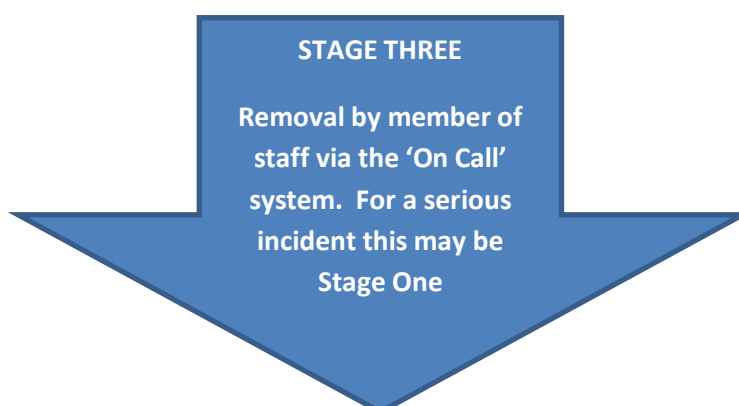 STAGE THREE
Removal by member of
staff via the ‘On Call’
system.  For a serious
incident this may be
Stage One